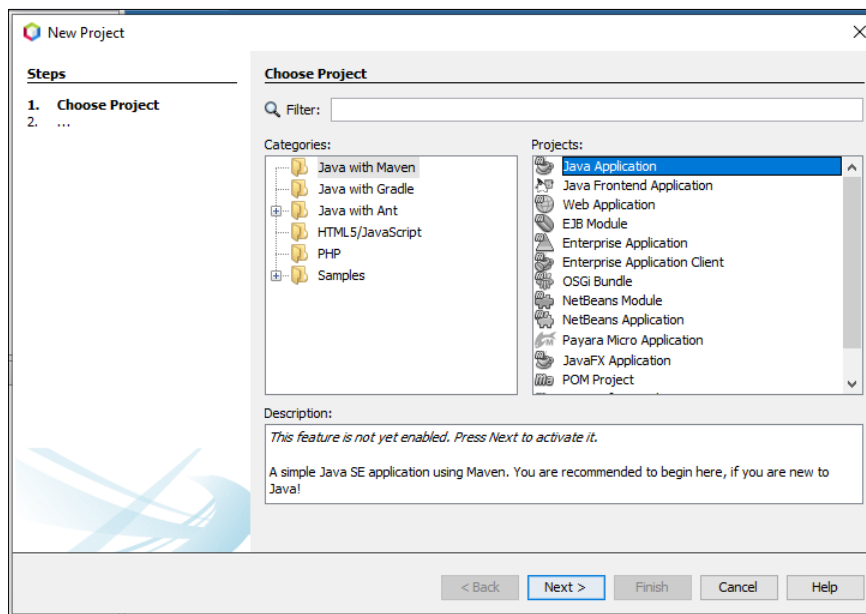 New Project
Steps
1. Choose Project
2. ...
Choose Project
Filter:
Categories:
Java with Maven
Java with Gradle
Java with Ant
HTML5/JavaScript
PHP
Samples
Projects:
Java Application
Java Frontend Application
Web Application
EJB Module
Enterprise Application
Enterprise Application Client
OSGi Bundle
NetBeans Module
NetBeans Application
Payara Micro Application
JavaFX Application
POM Project
Description:
This feature is not yet enabled. Press Next to activate it.
A simple Java SE application using Maven. You are recommended to begin here, if you are new to
Java!
< Back
Next >
Finish
Cancel
Help